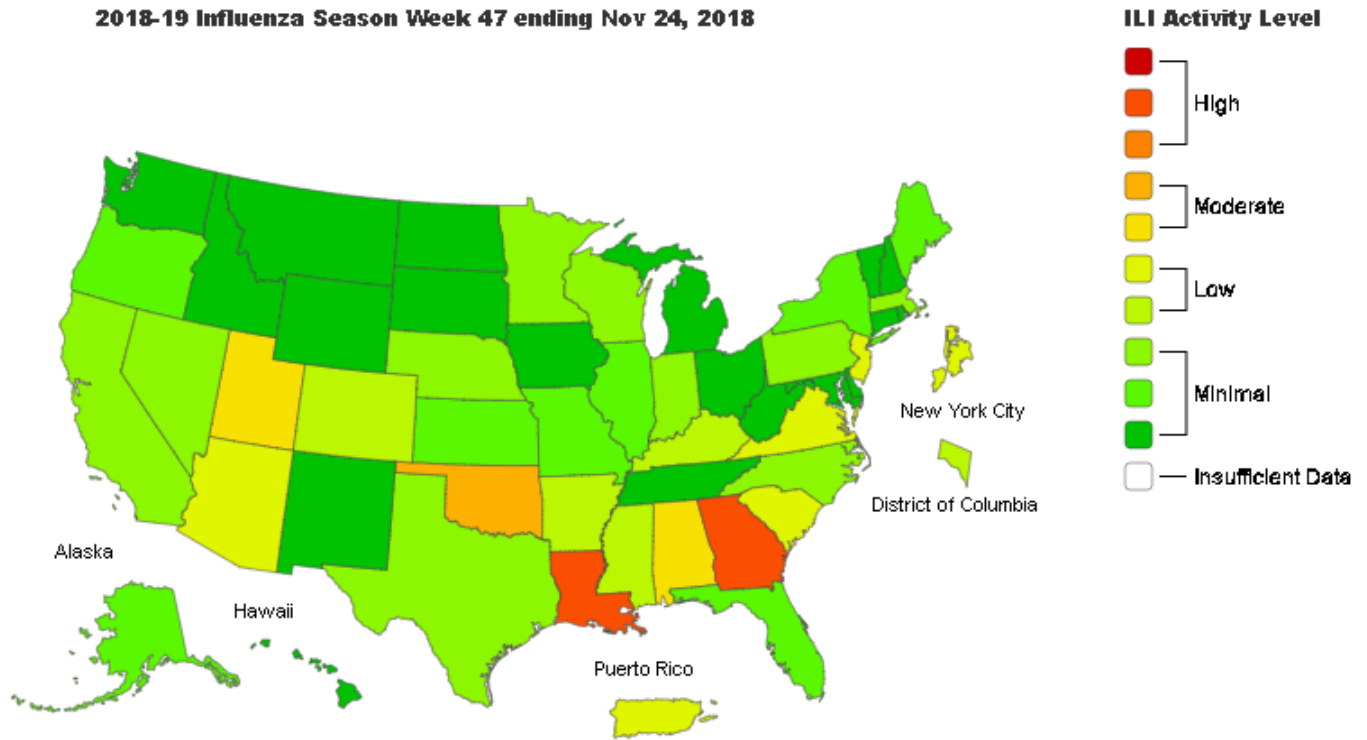 2018-19 Influenza Season Week 47 ending Nov 24, 2018
ILI Activity Level
High
Moderate
Low
Minimal
Insufficient Data
New York City
District of Columbia
Alaska
Hawaii
Puerto Rico